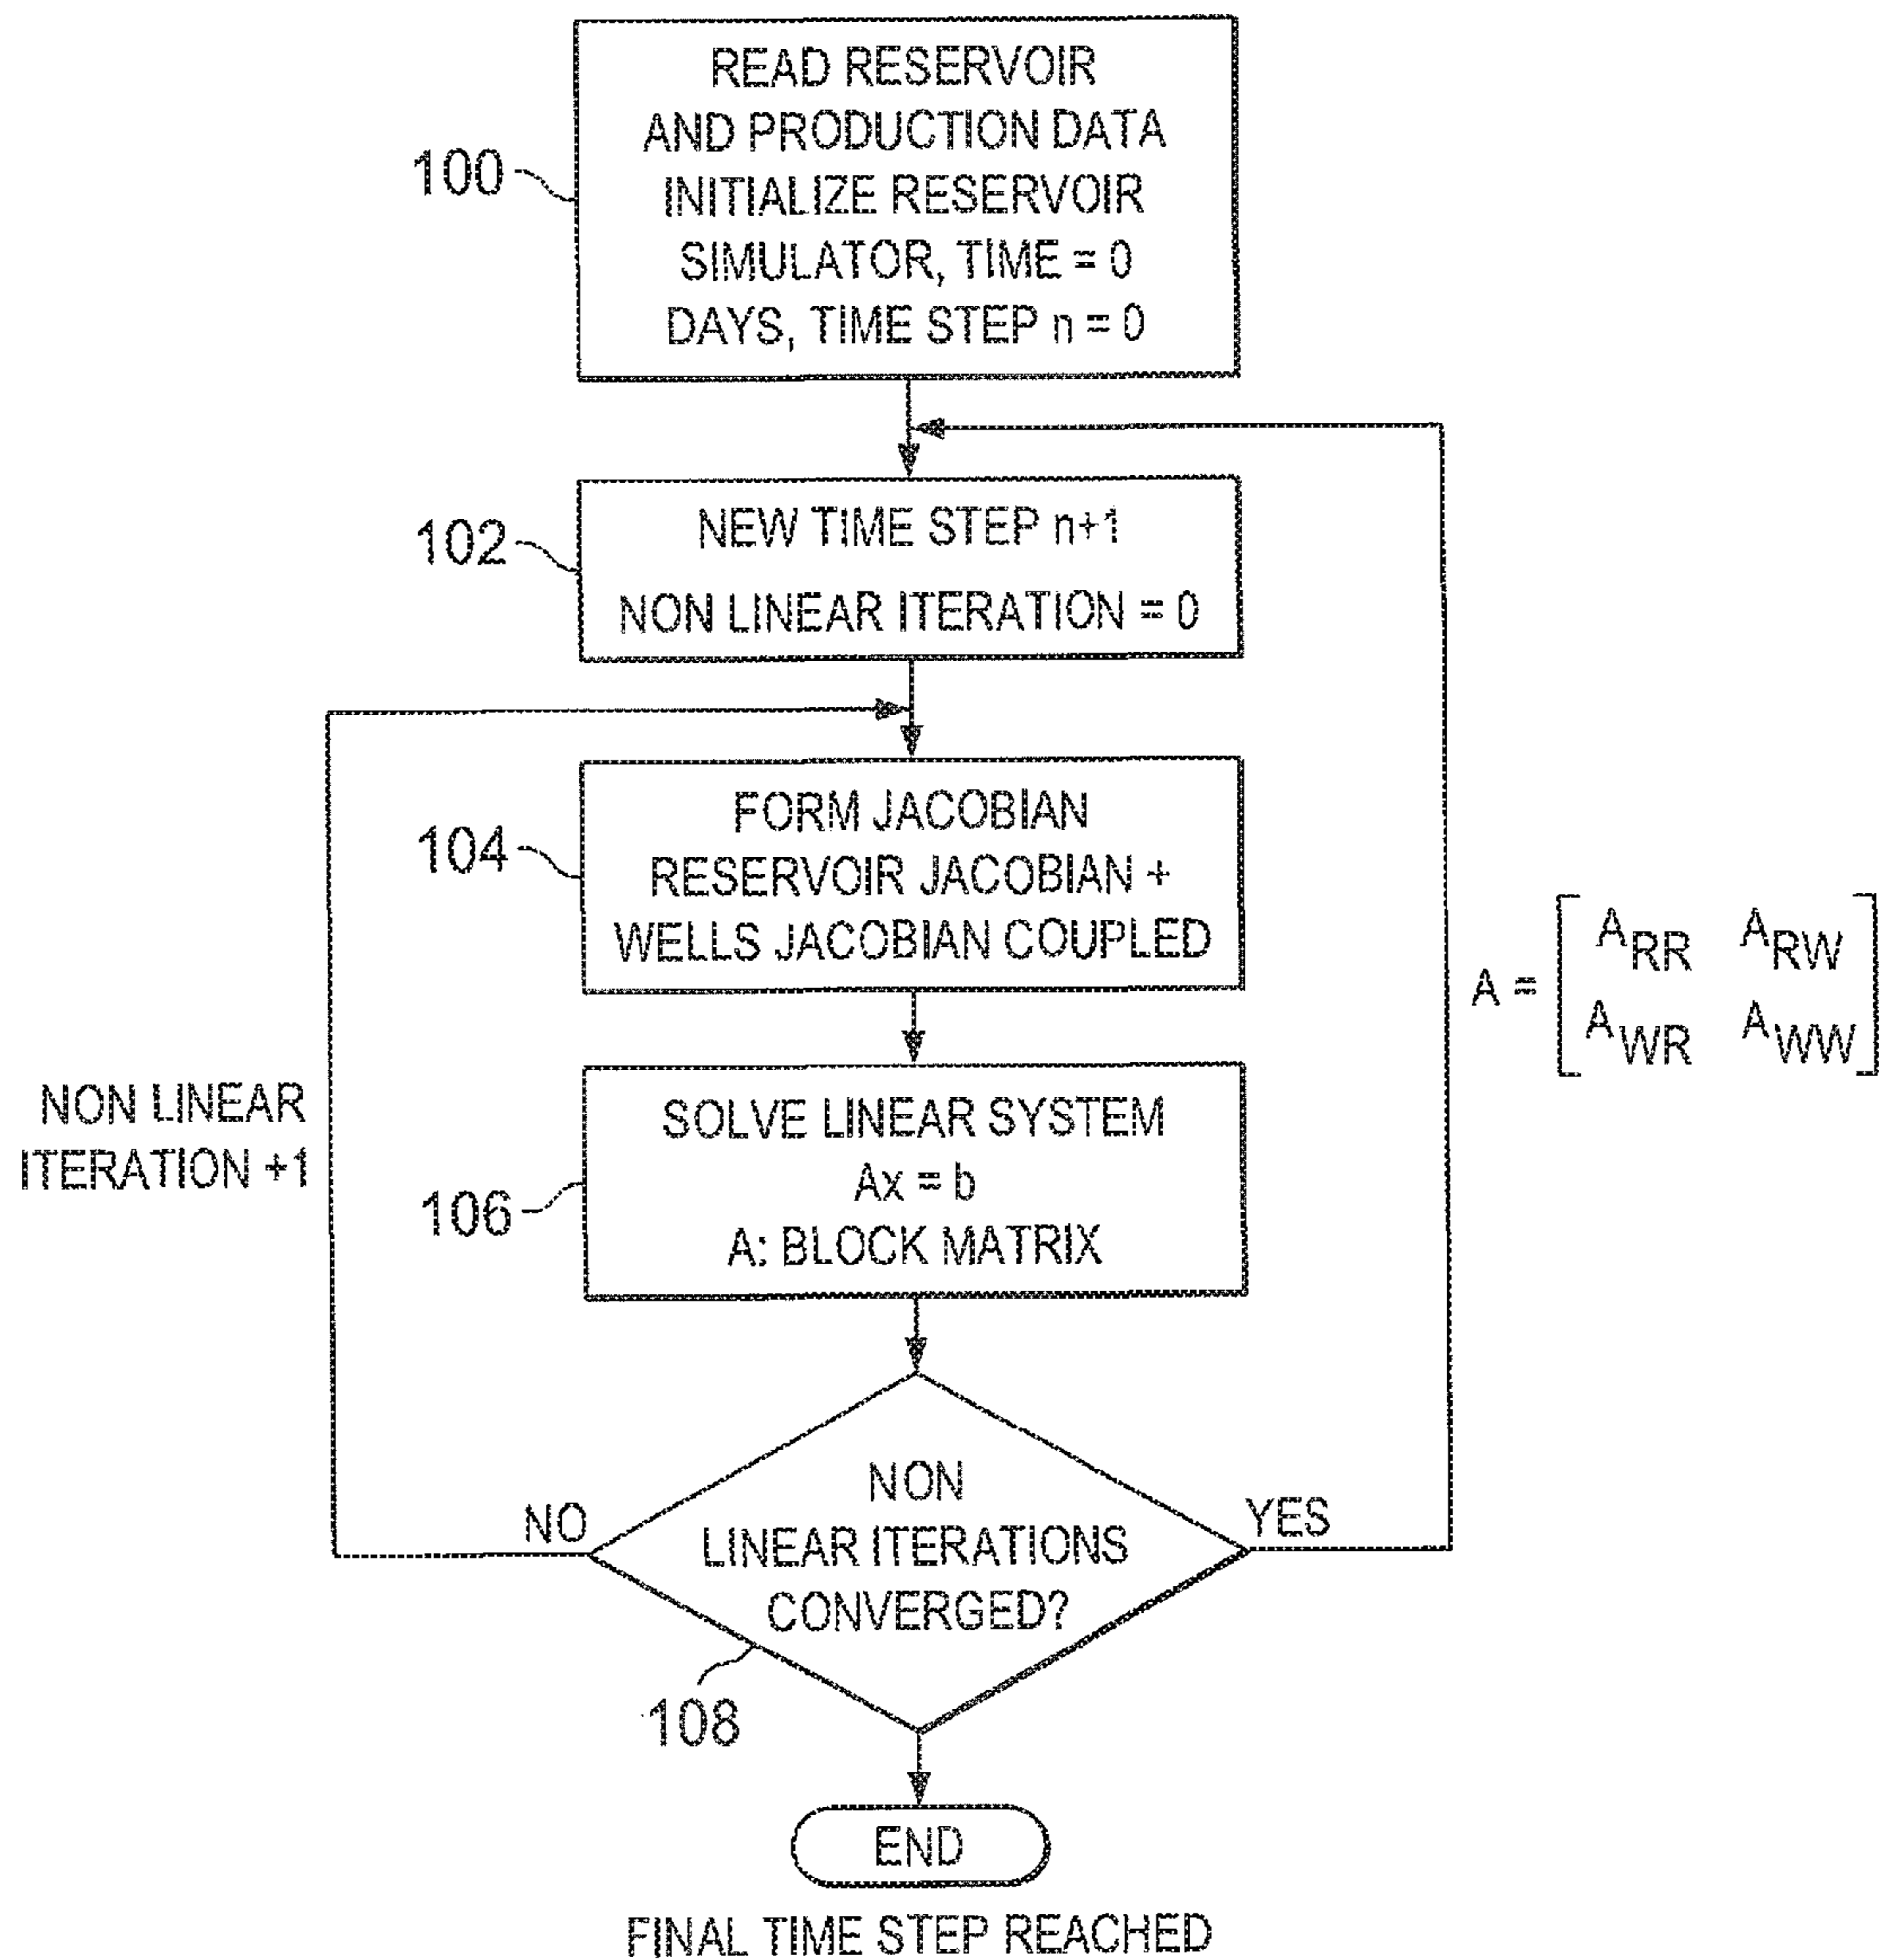 READ RESERVOIR
AND PRODUCTION DATA
INITIALIZE RESERVOIR
SIMULATOR, TIME = 0
DAYS, TIME STEP n = 0
100
NEW TIME STEP n+1
NON LINEAR ITERATION = 0
102
FORM JACOBIAN
RESERVOIR JACOBIAN +
WELLS JACOBIAN COUPLED
104
A = [ A_RR A_RW
A_WR A_WW ]
NON LINEAR
ITERATION +1
SOLVE LINEAR SYSTEM
Ax = b
A: BLOCK MATRIX
106
NO
NON
LINEAR ITERATIONS
CONVERGED?
YES
108
END
FINAL TIME STEP REACHED